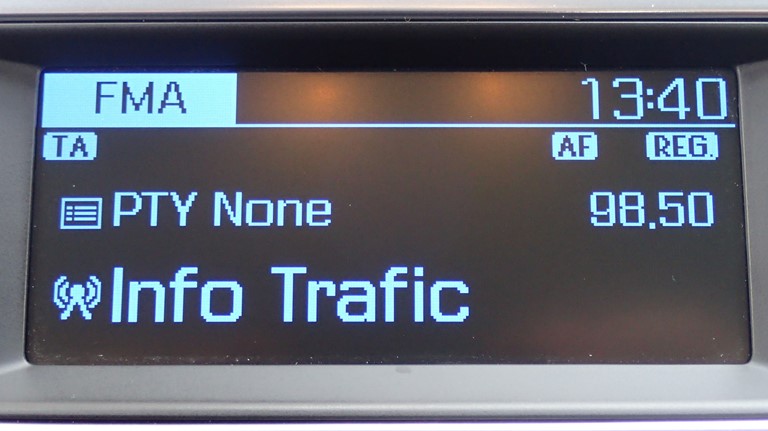 FMA 13:40
TA AF REG.
PTY None 98.50
Info Trafic